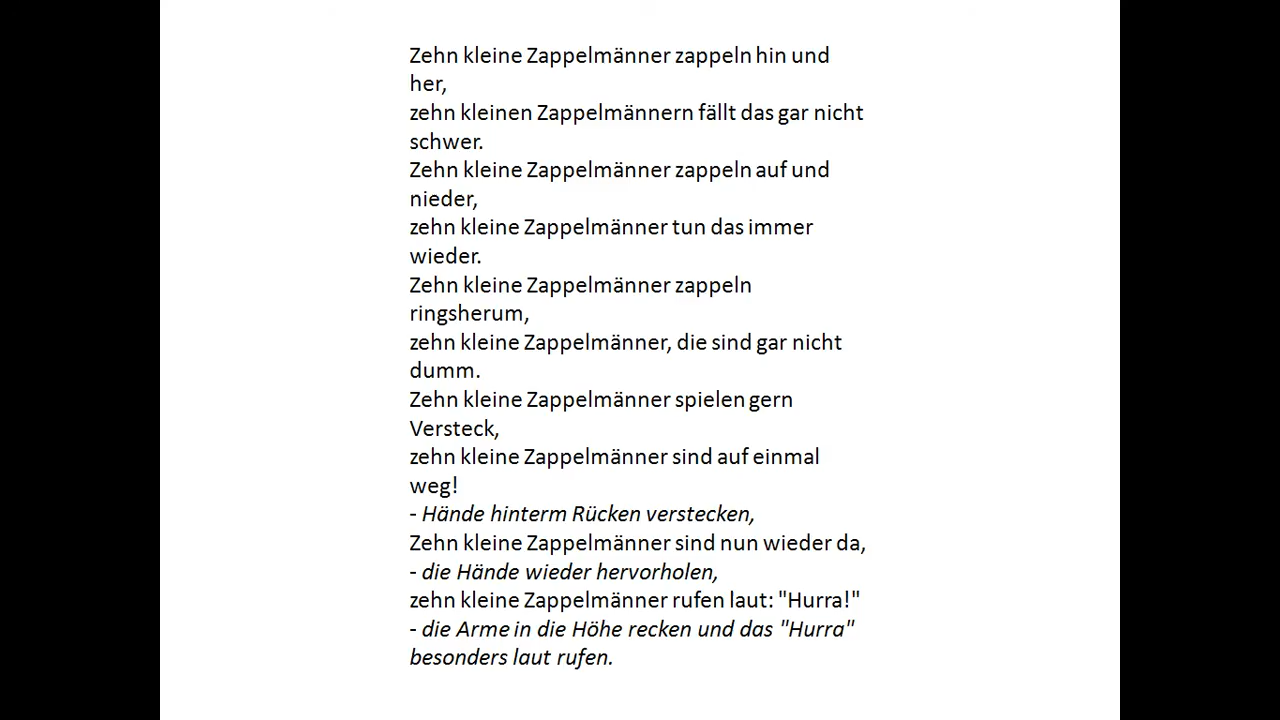 Zehn kleine Zappelmänner zappeln hin und
her,
zehn kleinen Zappelmännern fällt das gar nicht
schwer.
Zehn kleine Zappelmänner zappeln auf und
nieder,
zehn kleine Zappelmänner tun das immer
wieder.
Zehn kleine Zappelmänner zappeln
ringsherum,
zehn kleine Zappelmänner, die sind gar nicht
dumm.
Zehn kleine Zappelmänner spielen gern
Versteck,
zehn kleine Zappelmänner sind auf einmal
weg!
- Hände hinterm Rücken verstecken,
Zehn kleine Zappelmänner sind nun wieder da,
- die Hände wieder hervorholen,
zehn kleine Zappelmänner rufen laut: "Hurra!"
- die Arme in die Höhe recken und das "Hurra"
besonders laut rufen.